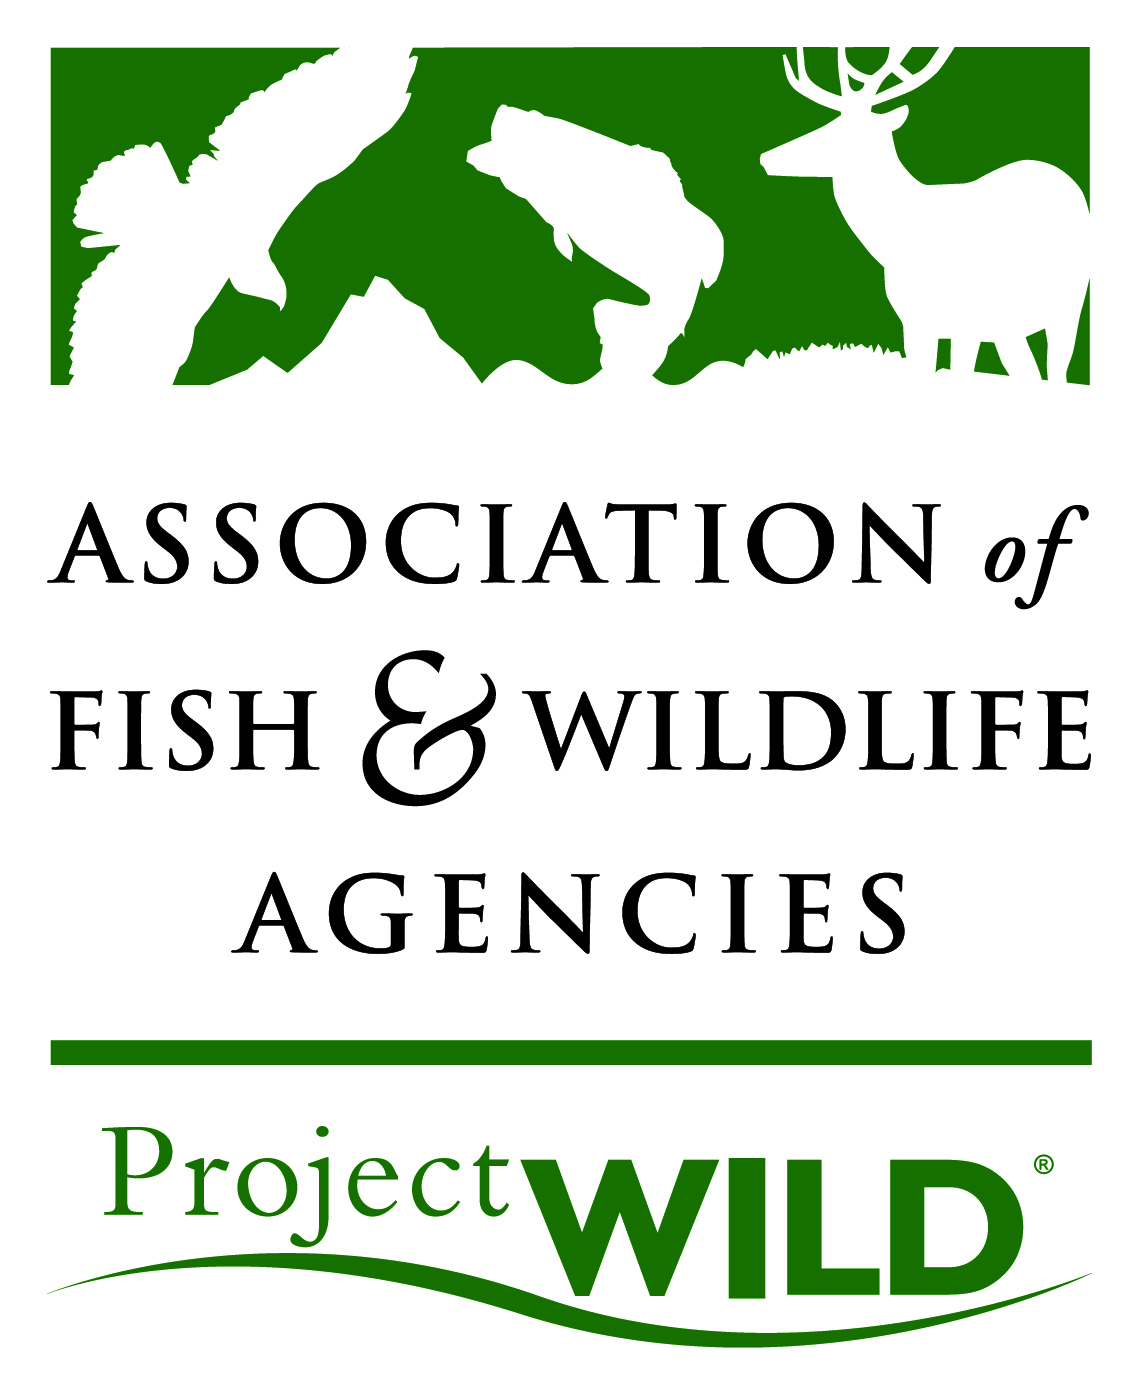 ASSOCIATION of
FISH & WILDLIFE
AGENCIES
Project WILD®